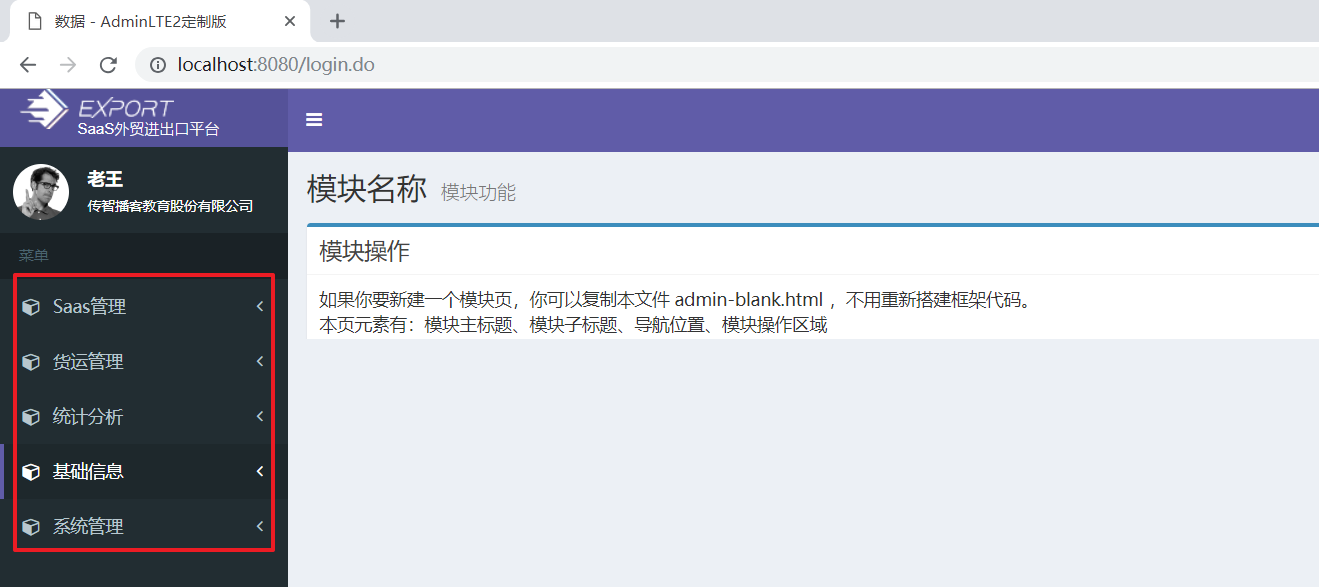 数据 - AdminLTE2定制版
localhost:8080/login.do
EXPORT
SaaS外贸进出口平台
老王
传智播客教育股份有限公司
菜单
Saas管理
货运管理
统计分析
基础信息
系统管理
模块名称 模块功能
模块操作
如果你要新建一个模块页，你可以复制本文件 admin-blank.html ，不用重新搭建框架代码。
本页元素有：模块主标题、模块子标题、导航位置、模块操作区域